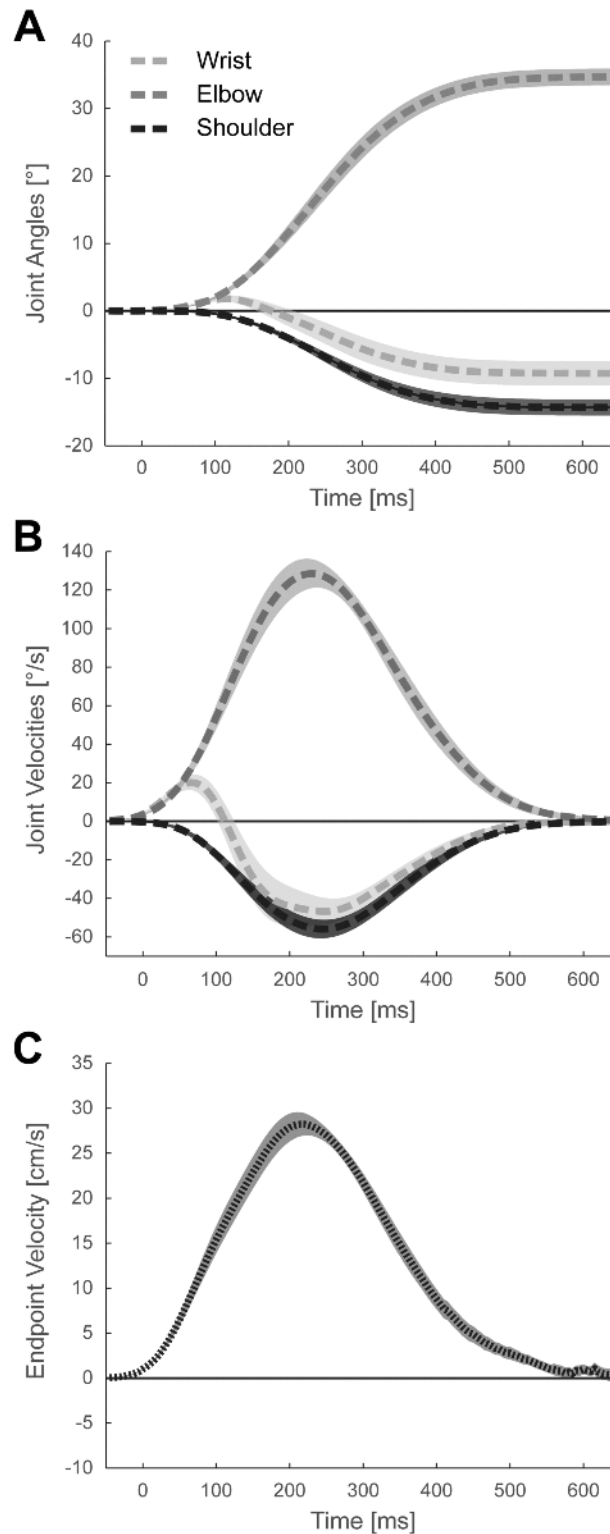 A
Wrist
Elbow
Shoulder
Joint Angles [°]
40
30
20
10
0
-10
-20
0 100 200 300 400 500 600
Time [ms]
B
Joint Velocities [°/s]
140
120
100
80
60
40
20
0
-20
-40
-60
0 100 200 300 400 500 600
Time [ms]
C
Endpoint Velocity [cm/s]
35
30
25
20
15
10
5
0
-5
-10
0 100 200 300 400 500 600
Time [ms]